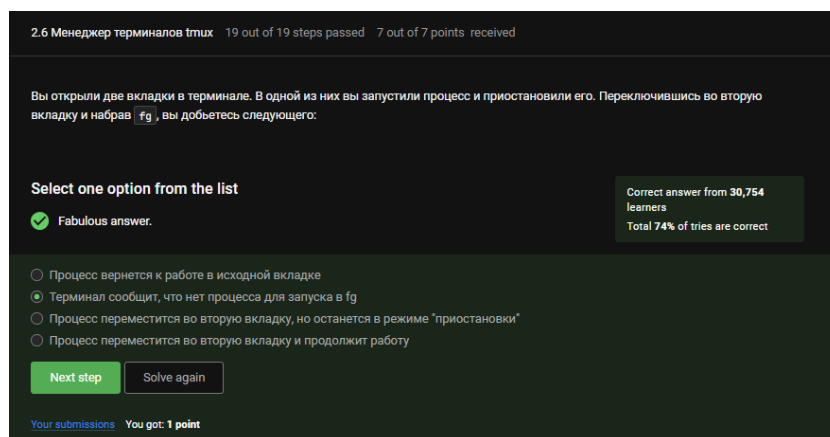 2.6 Менеджер терминалов tmux 19 out of 19 steps passed 7 out of 7 points received
Вы открыли две вкладки в терминале. В одной из них вы запустили процесс и приостановили его. Переключившись во вторую
вкладку и набрав fg, вы добьетесь следующего:
Select one option from the list
Fabulous answer.
Correct answer from 30,754
learners
Total 74% of tries are correct
Процесс вернется к работе в исходной вкладке
Терминал сообщит, что нет процесса для запуска в fg
Процесс переместится во вторую вкладку, но останется в режиме "приостановки"
Процесс переместится во вторую вкладку и продолжит работу
Next step Solve again
Your submissions You got: 1 point